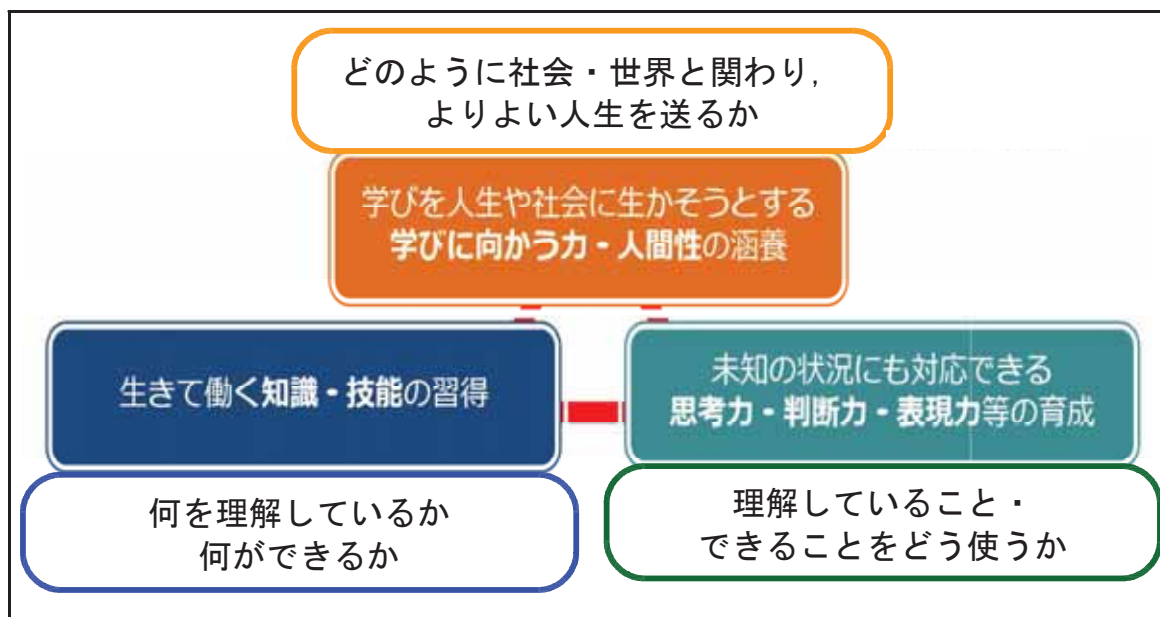 どのように社会・世界と関わり,
よりよい人生を送るか
学びを人生や社会に生かそうとする
学びに向かう力・人間性の涵養
生きて働く知識・技能の習得
未知の状況にも対応できる
思考力・判断力・表現力等の育成
何を理解しているか
何ができるか
理解していること・
できることをどう使うか